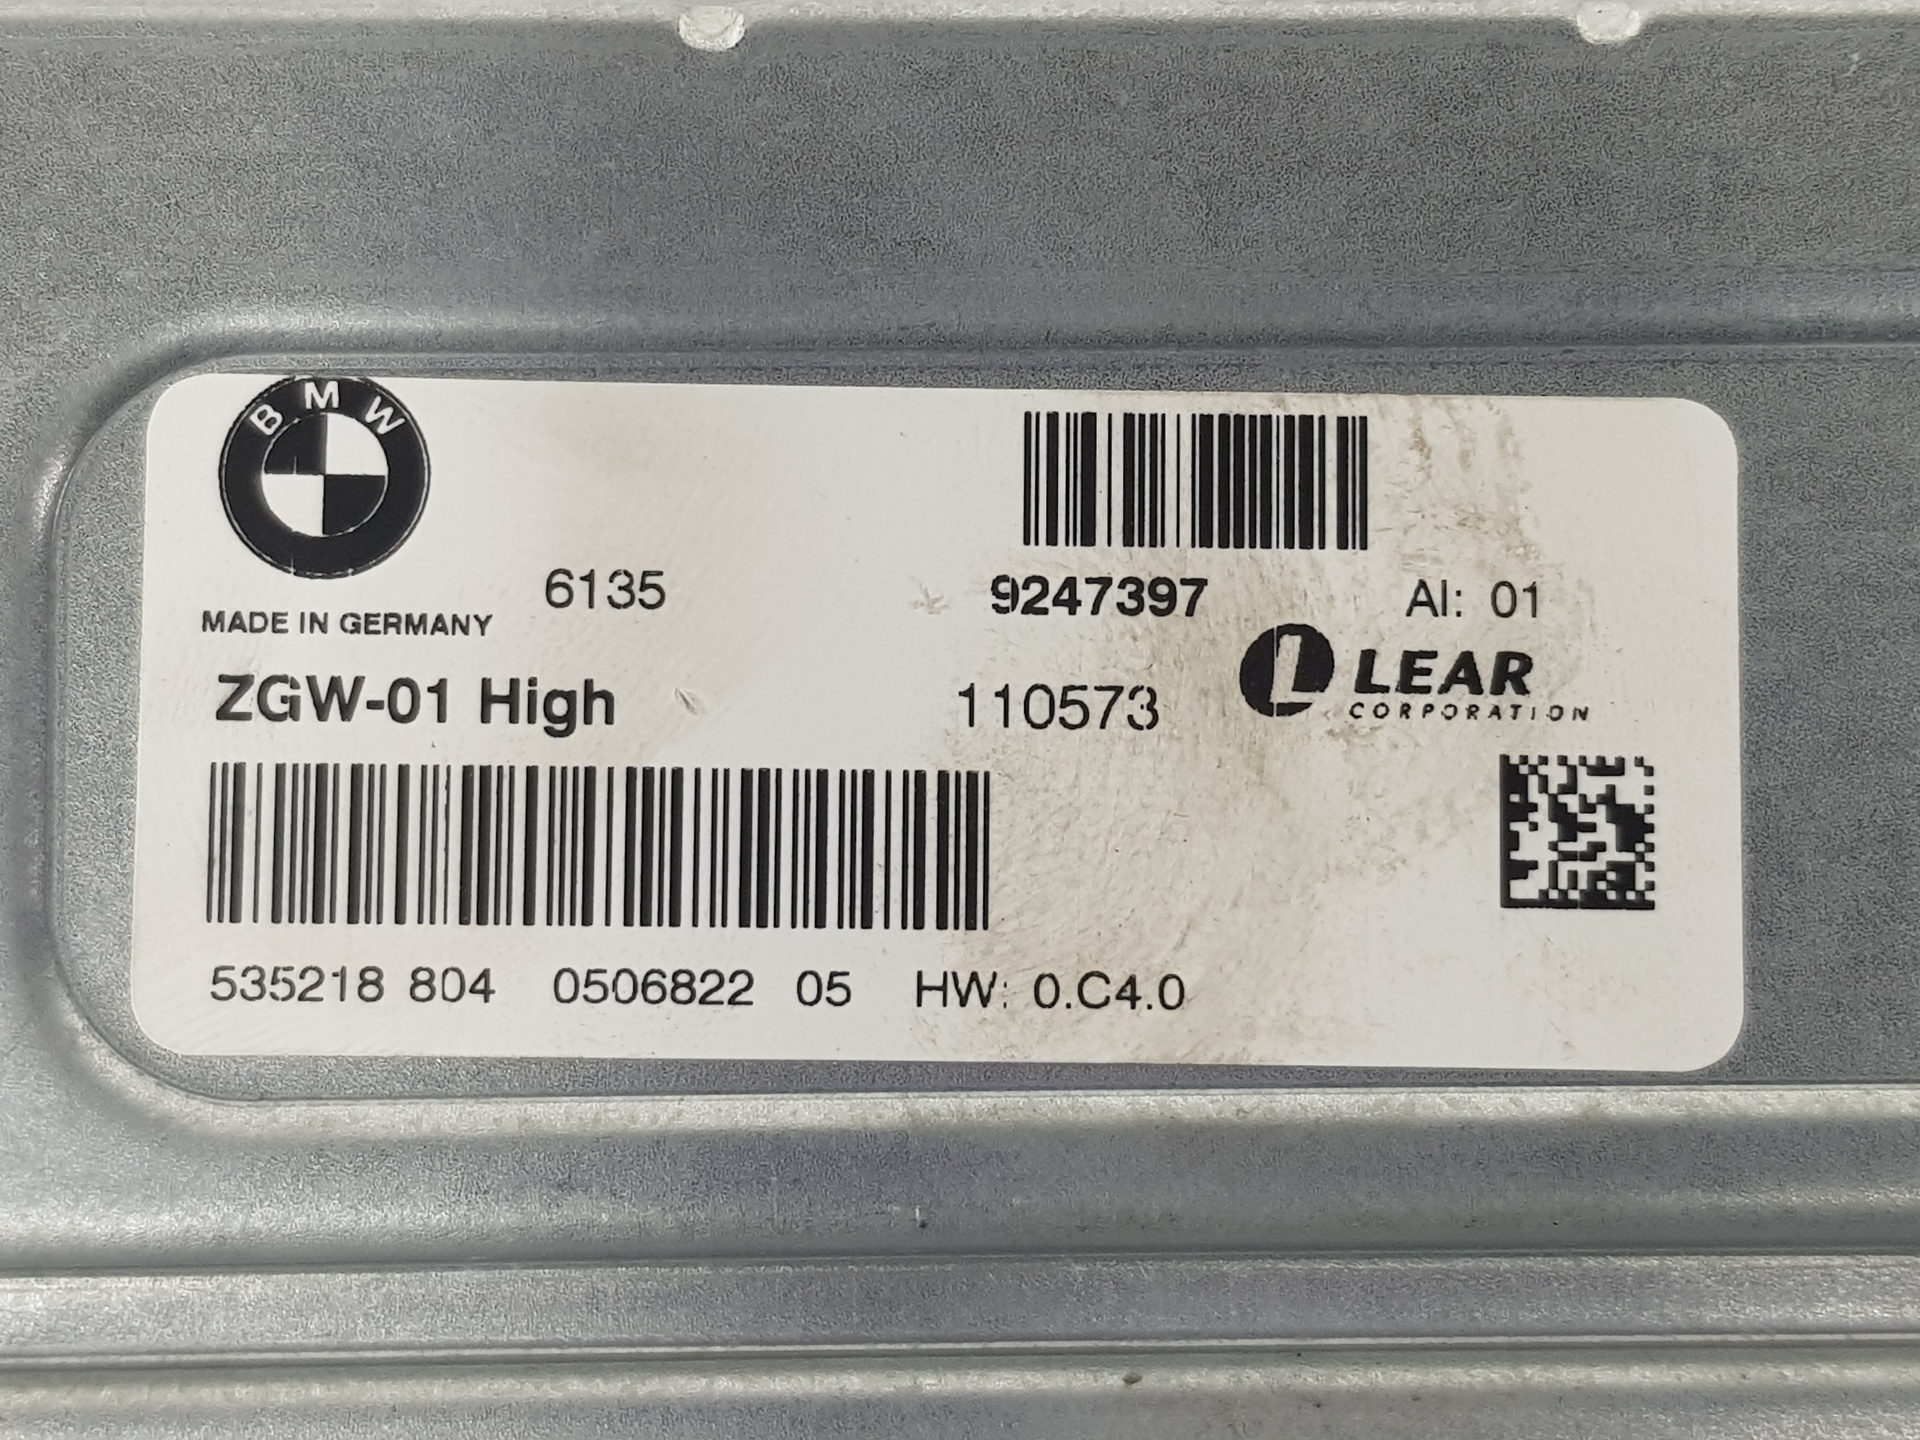 BMW
6135 9247397 AI: 01
MADE IN GERMANY
ZGW-01 High 110573 LEAR
CORPORATION
535218 804 0506822 05 HW: 0.C4.0